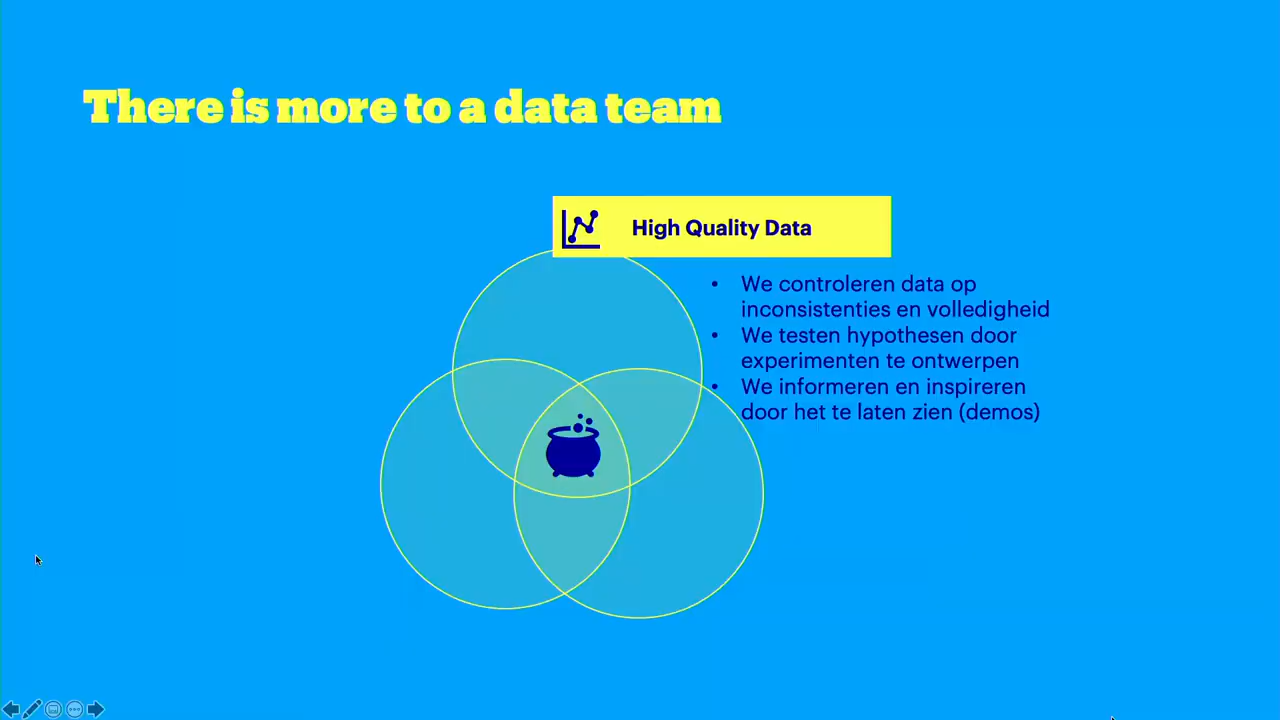 There is more to a data team
High Quality Data
• We controleren data op
inconsistenties en volledigheid
• We testen hypothesen door
experimenten te ontwerpen
• We informeren en inspireren
door het te laten zien (demos)